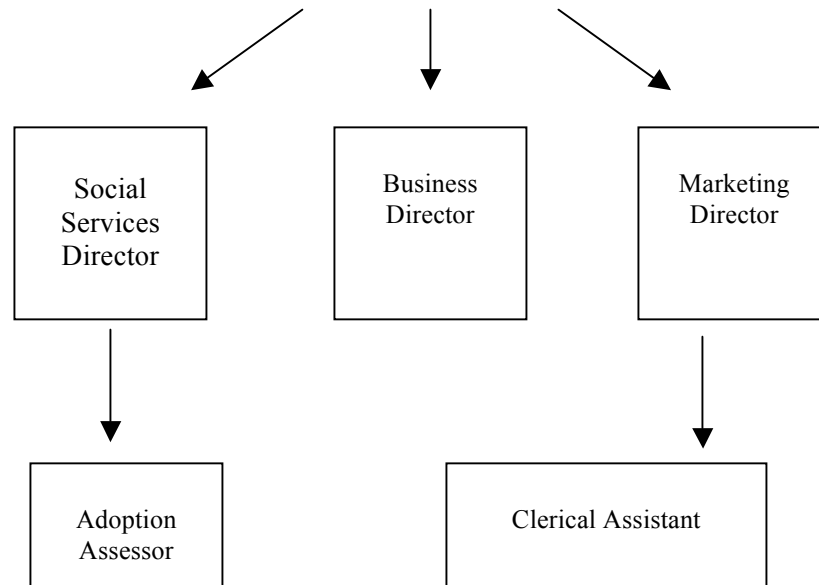 Social
Services
Director
Business
Director
Marketing
Director
Adoption
Assessor
Clerical Assistant